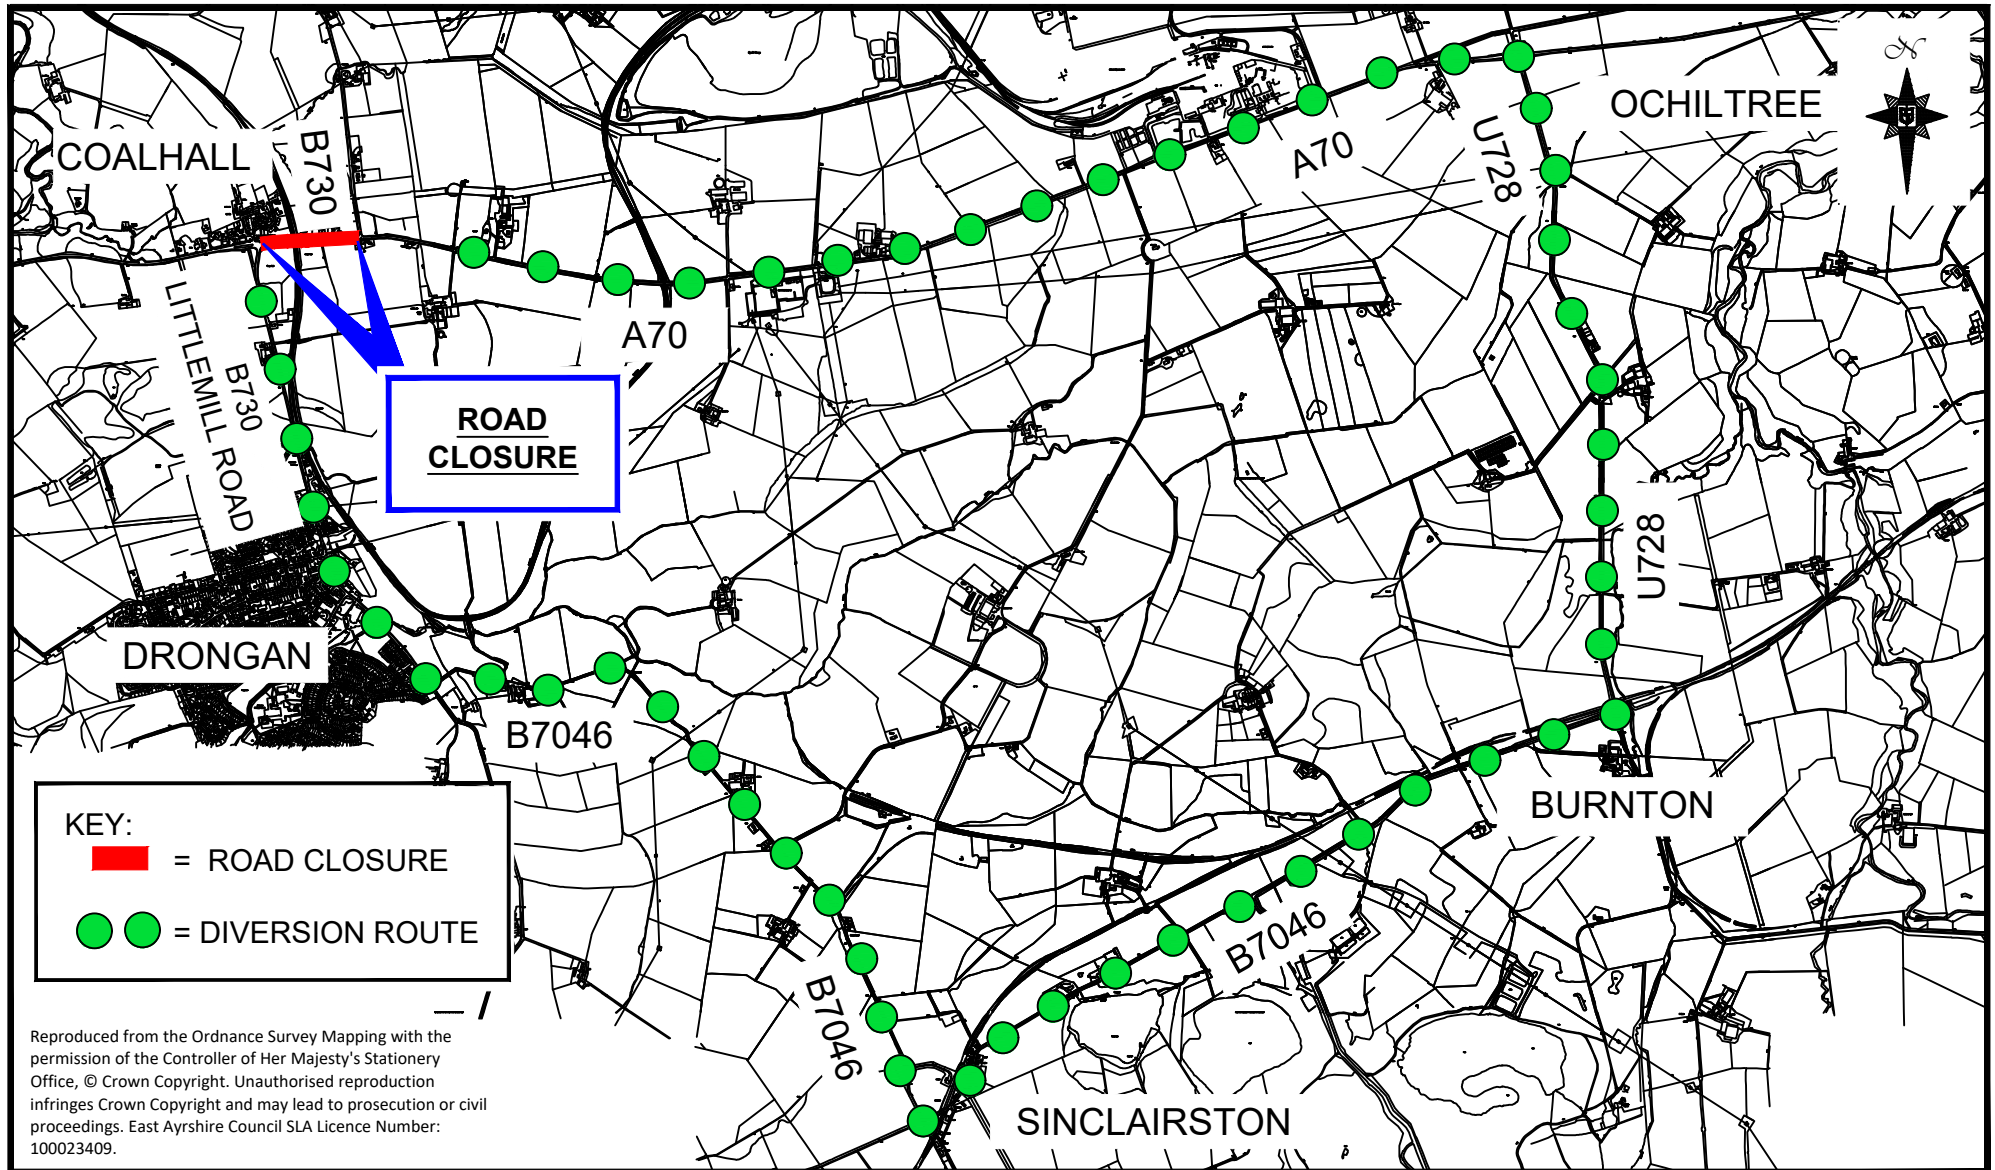 COALHALL
B730
OCHILTREE
U728
A70
A70
LITTLEMILL ROAD
B730
ROAD
CLOSURE
U728
DRONGAN
B7046
BURNTON
B7046
B7046
SINCLAIRSTON
KEY:
= ROAD CLOSURE
= DIVERSION ROUTE
Reproduced from the Ordnance Survey Mapping with the
permission of the Controller of Her Majesty's Stationery
Office, © Crown Copyright. Unauthorised reproduction
infringes Crown Copyright and may lead to prosecution or civil
proceedings. East Ayrshire Council SLA Licence Number:
100023409.